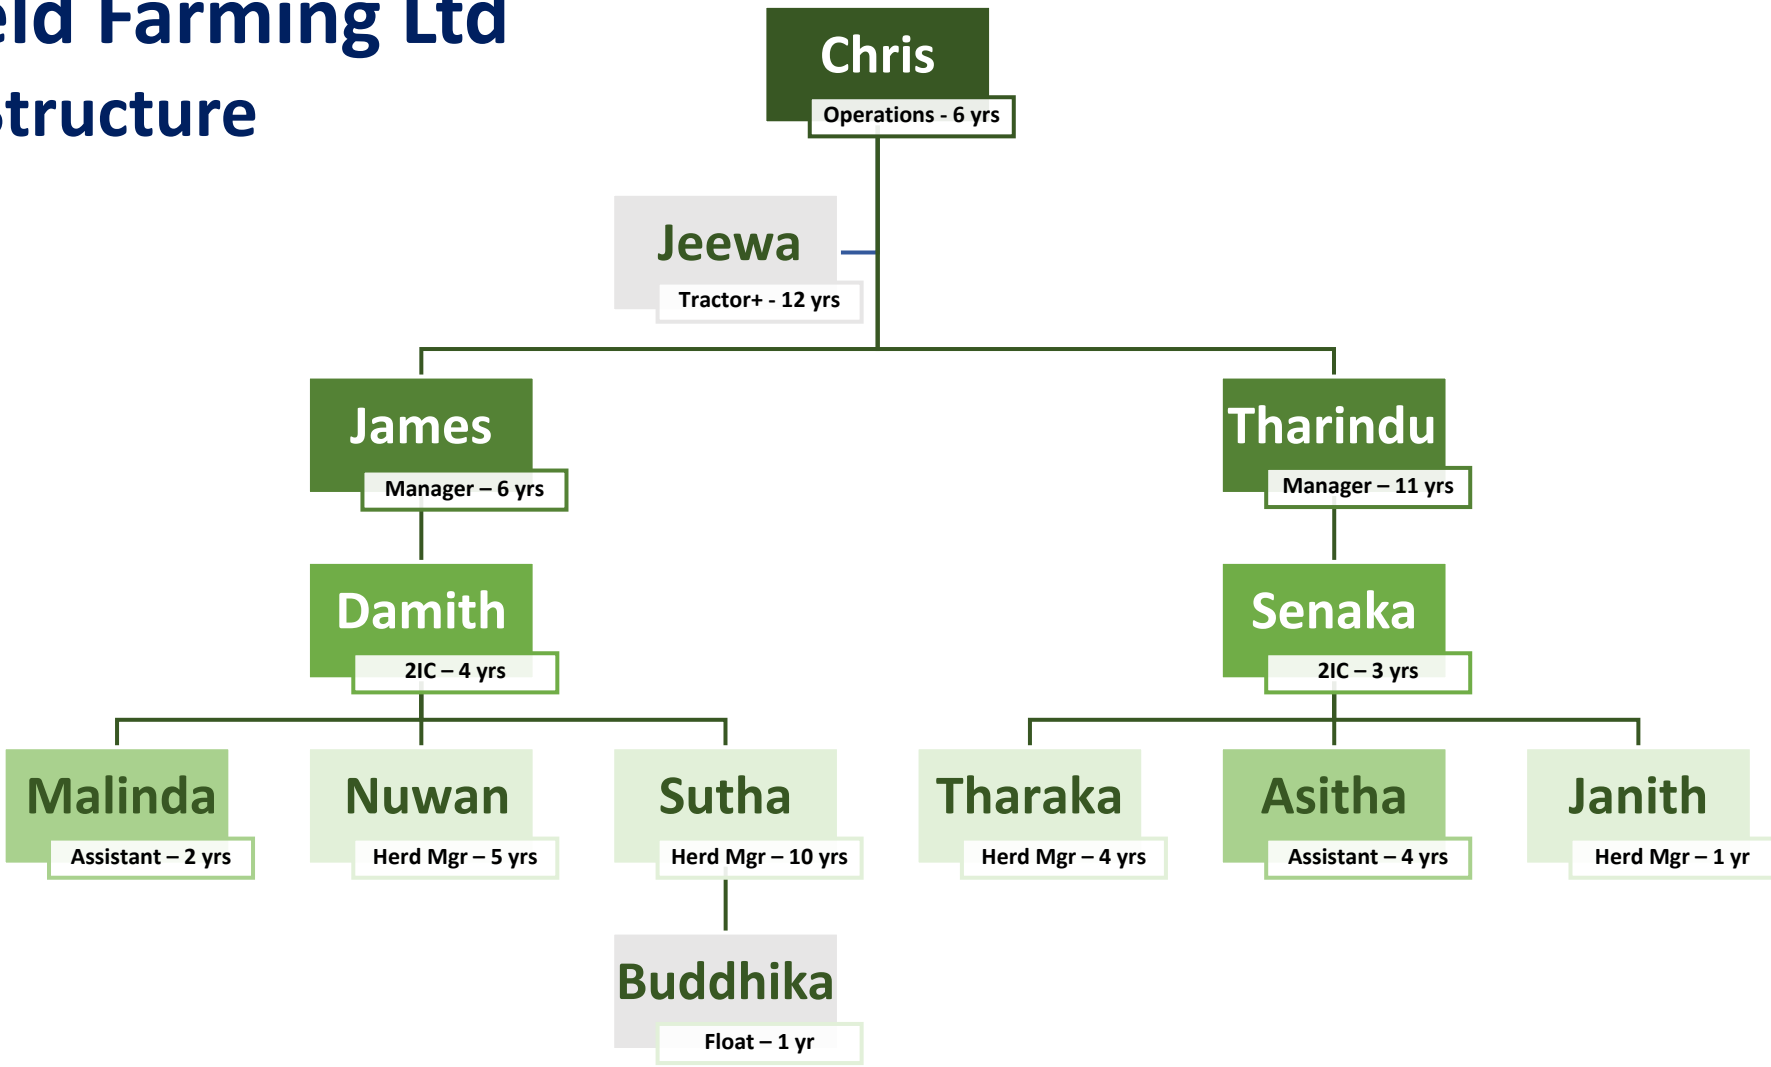 eld Farming Ltd
Structure
Chris
Operations - 6 yrs
Jeewa
Tractor+ - 12 yrs
James
Manager – 6 yrs
Tharindu
Manager – 11 yrs
Damith
2IC – 4 yrs
Senaka
2IC – 3 yrs
Malinda
Assistant – 2 yrs
Nuwan
Herd Mgr – 5 yrs
Sutha
Herd Mgr – 10 yrs
Tharaka
Herd Mgr – 4 yrs
Asitha
Assistant – 4 yrs
Janith
Herd Mgr – 1 yr
Buddhika
Float – 1 yr